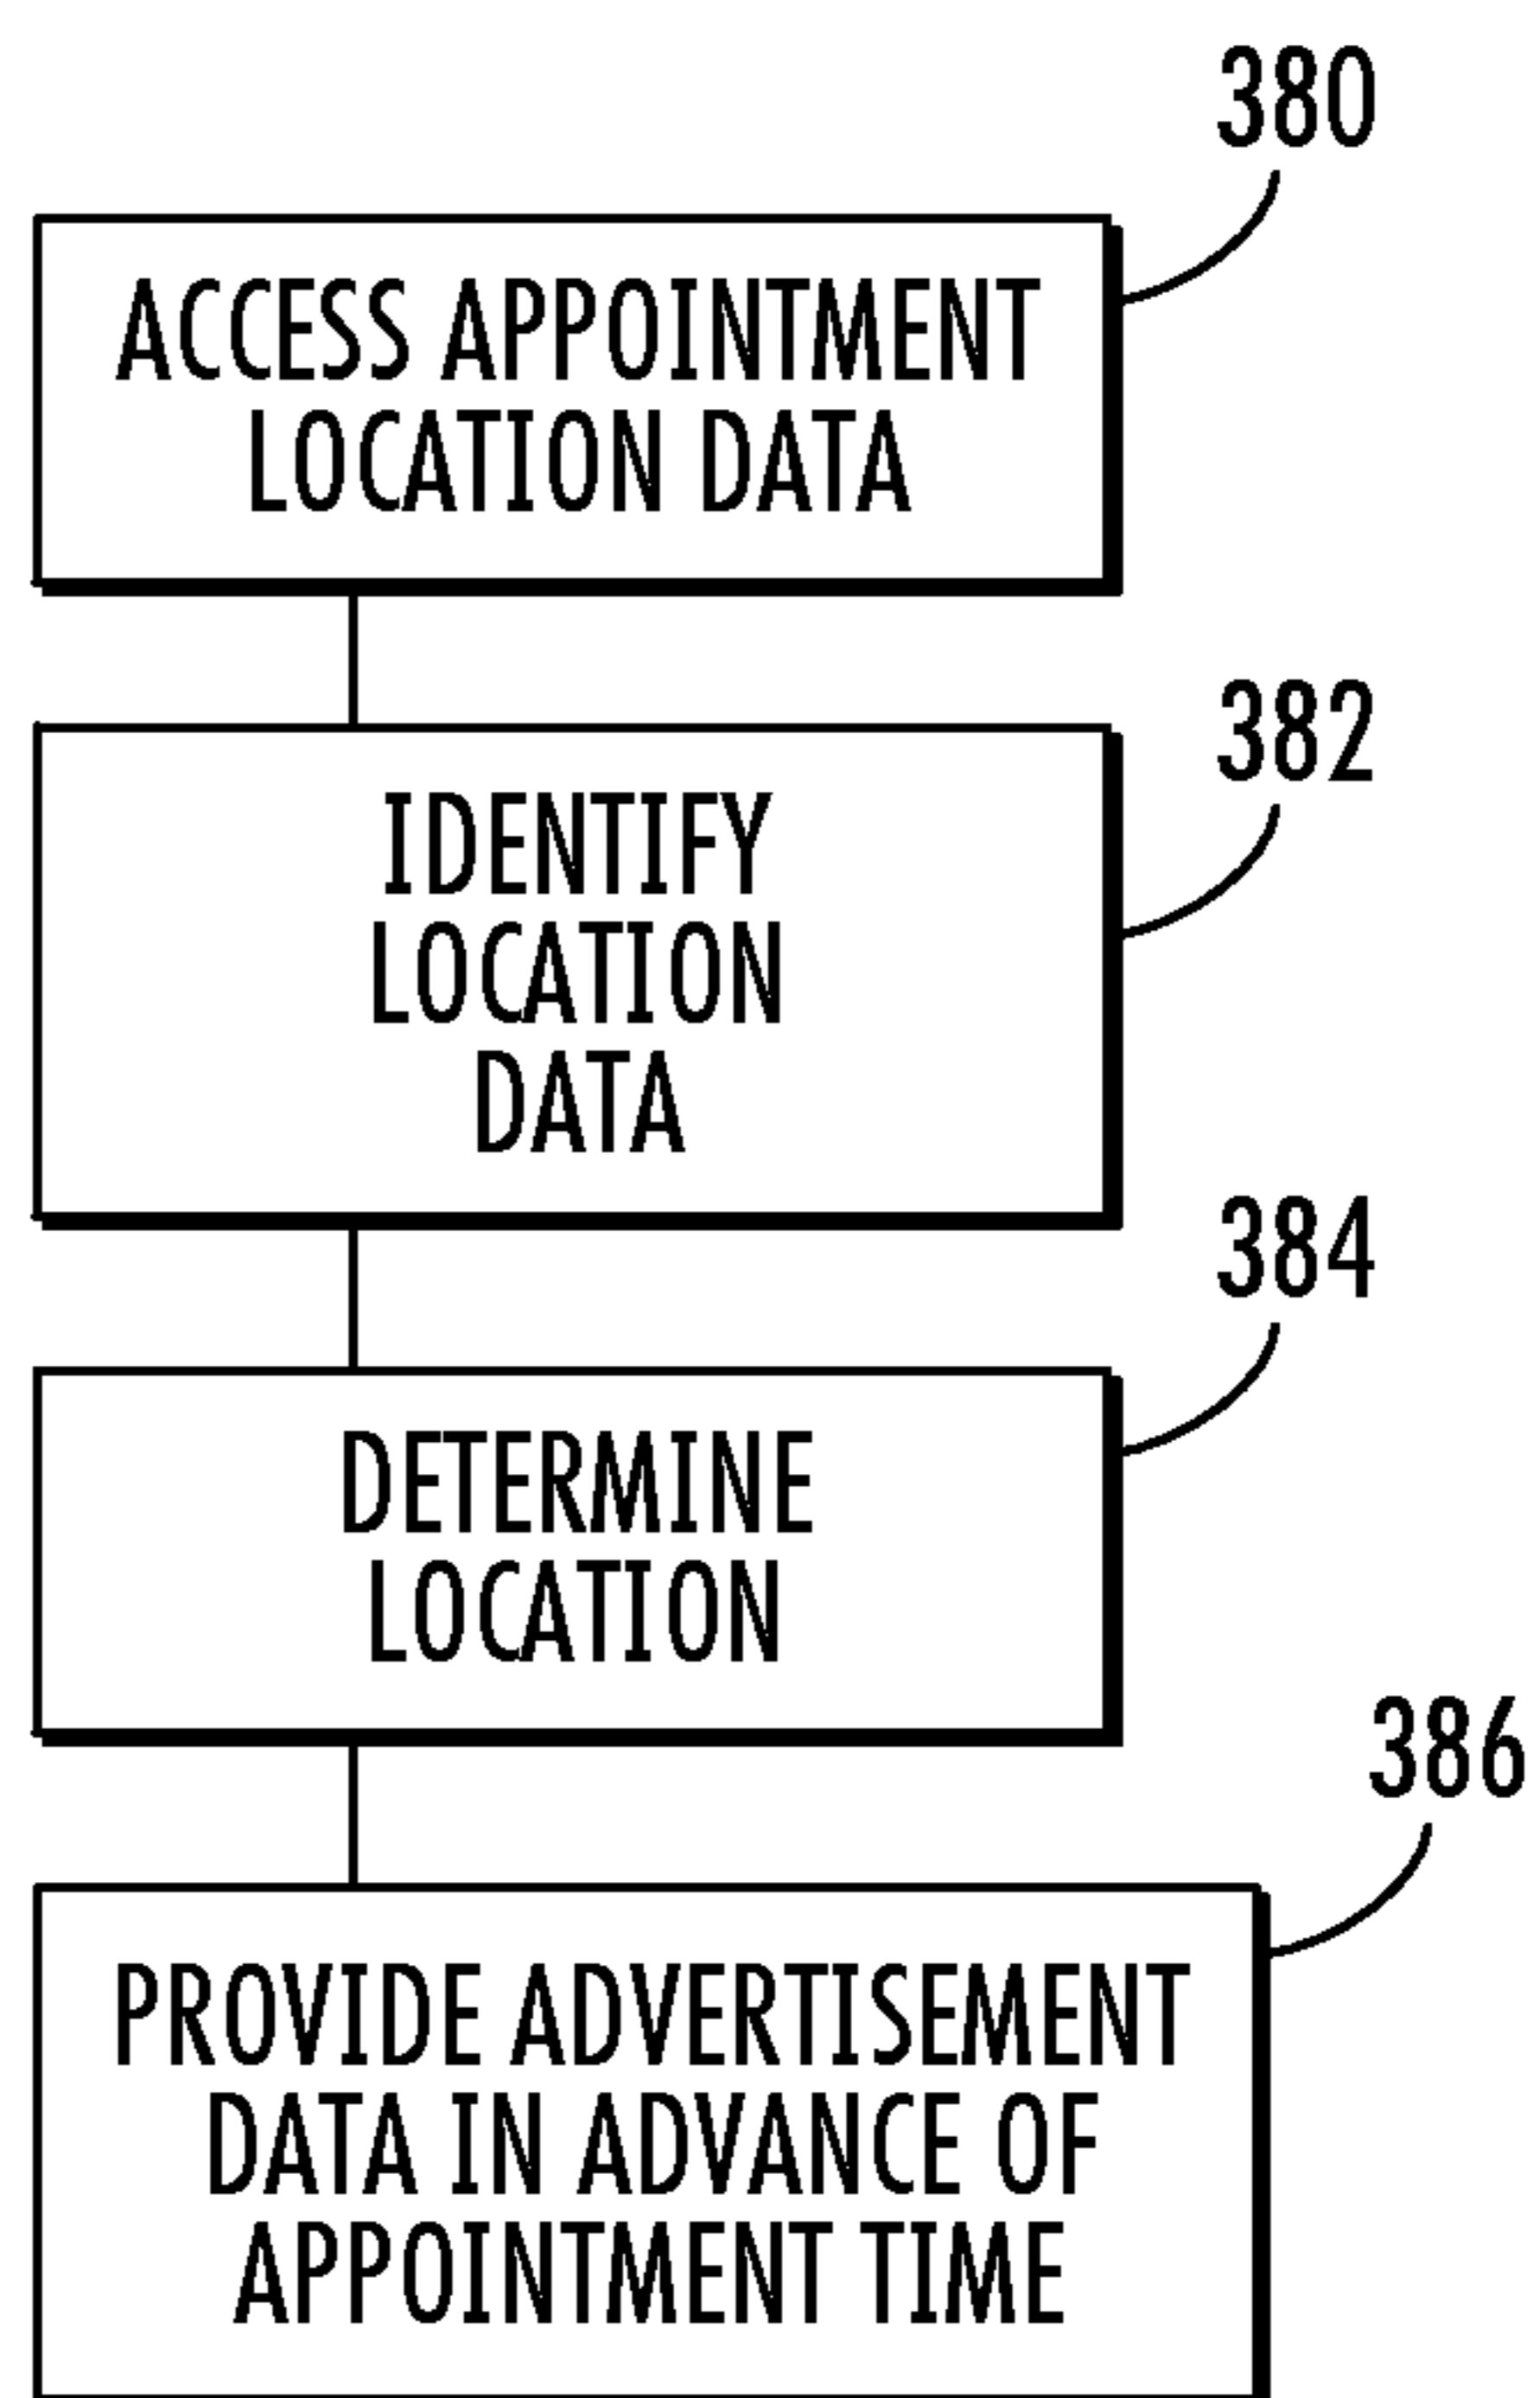 380
ACCESS APPOINTMENT
LOCATION DATA
382
IDENTIFY
LOCATION
DATA
384
DETERMINE
LOCATION
386
PROVIDE ADVERTISEMENT
DATA IN ADVANCE OF
APPOINTMENT TIME